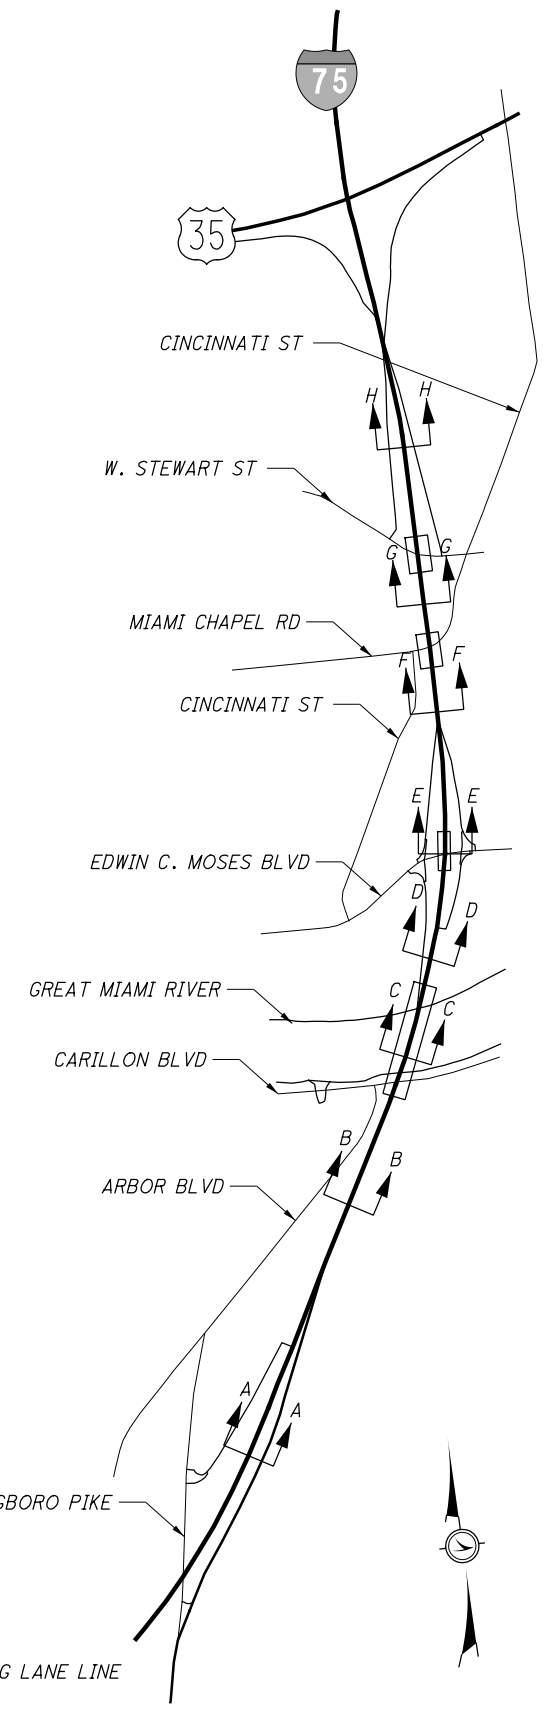 75
35
CINCINNATI ST
H H
W. STEWART ST
G G
MIAMI CHAPEL RD
F F
CINCINNATI ST
E E
EDWIN C. MOSES BLVD
D D
GREAT MIAMI RIVER
C C
CARILLON BLVD
B B
ARBOR BLVD
A A
GBORO PIKE
G LANE LINE